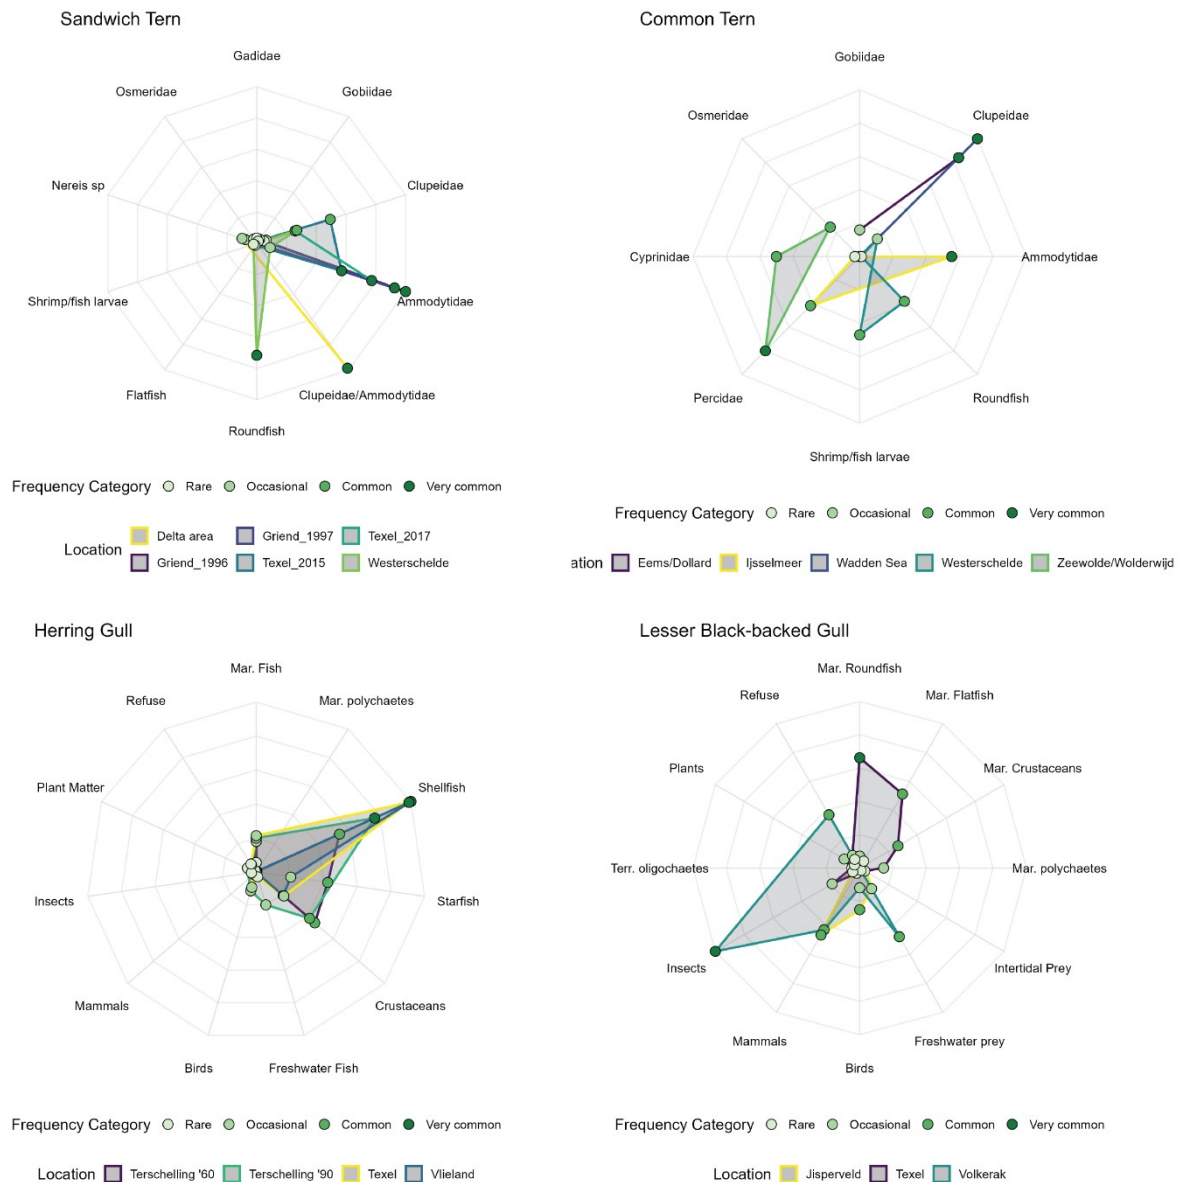 Sandwich Tern
Gadidae
Osmeridae
Gobiidae
Nereis sp
Clupeidae
Shrimp/fish larvae
Ammodytidae
Flatfish
Clupeidae/Ammodytidae
Roundfish
Frequency Category Rare Occasional Common Very common
Location
Delta area Griend_1997 Texel_2017
Griend_1996 Texel_2015 Westerschelde
Common Tern
Gobiidae
Osmeridae
Clupeidae
Cyprinidae
Ammodytidae
Percidae
Roundfish
Shrimp/fish larvae
Frequency Category Rare Occasional Common Very common
ation Eems/Dollard Ijsselmeer Wadden Sea Westerschelde Zeewolde/Wolderwijd
Herring Gull
Mar. Fish
Refuse
Mar. polychaetes
Plant Matter
Shellfish
Insects
Starfish
Mammals
Crustaceans
Birds
Freshwater Fish
Frequency Category Rare Occasional Common Very common
Location Terschelling '60 Terschelling '90 Texel Vlieland
Lesser Black-backed Gull
Mar. Roundfish
Refuse
Mar. Flatfish
Plants
Mar. Crustaceans
Terr. oligochaetes
Mar. polychaetes
Insects
Intertidal Prey
Mammals
Freshwater prey
Birds
Frequency Category Rare Occasional Common Very common
Location Jisperveld Texel Volkerak